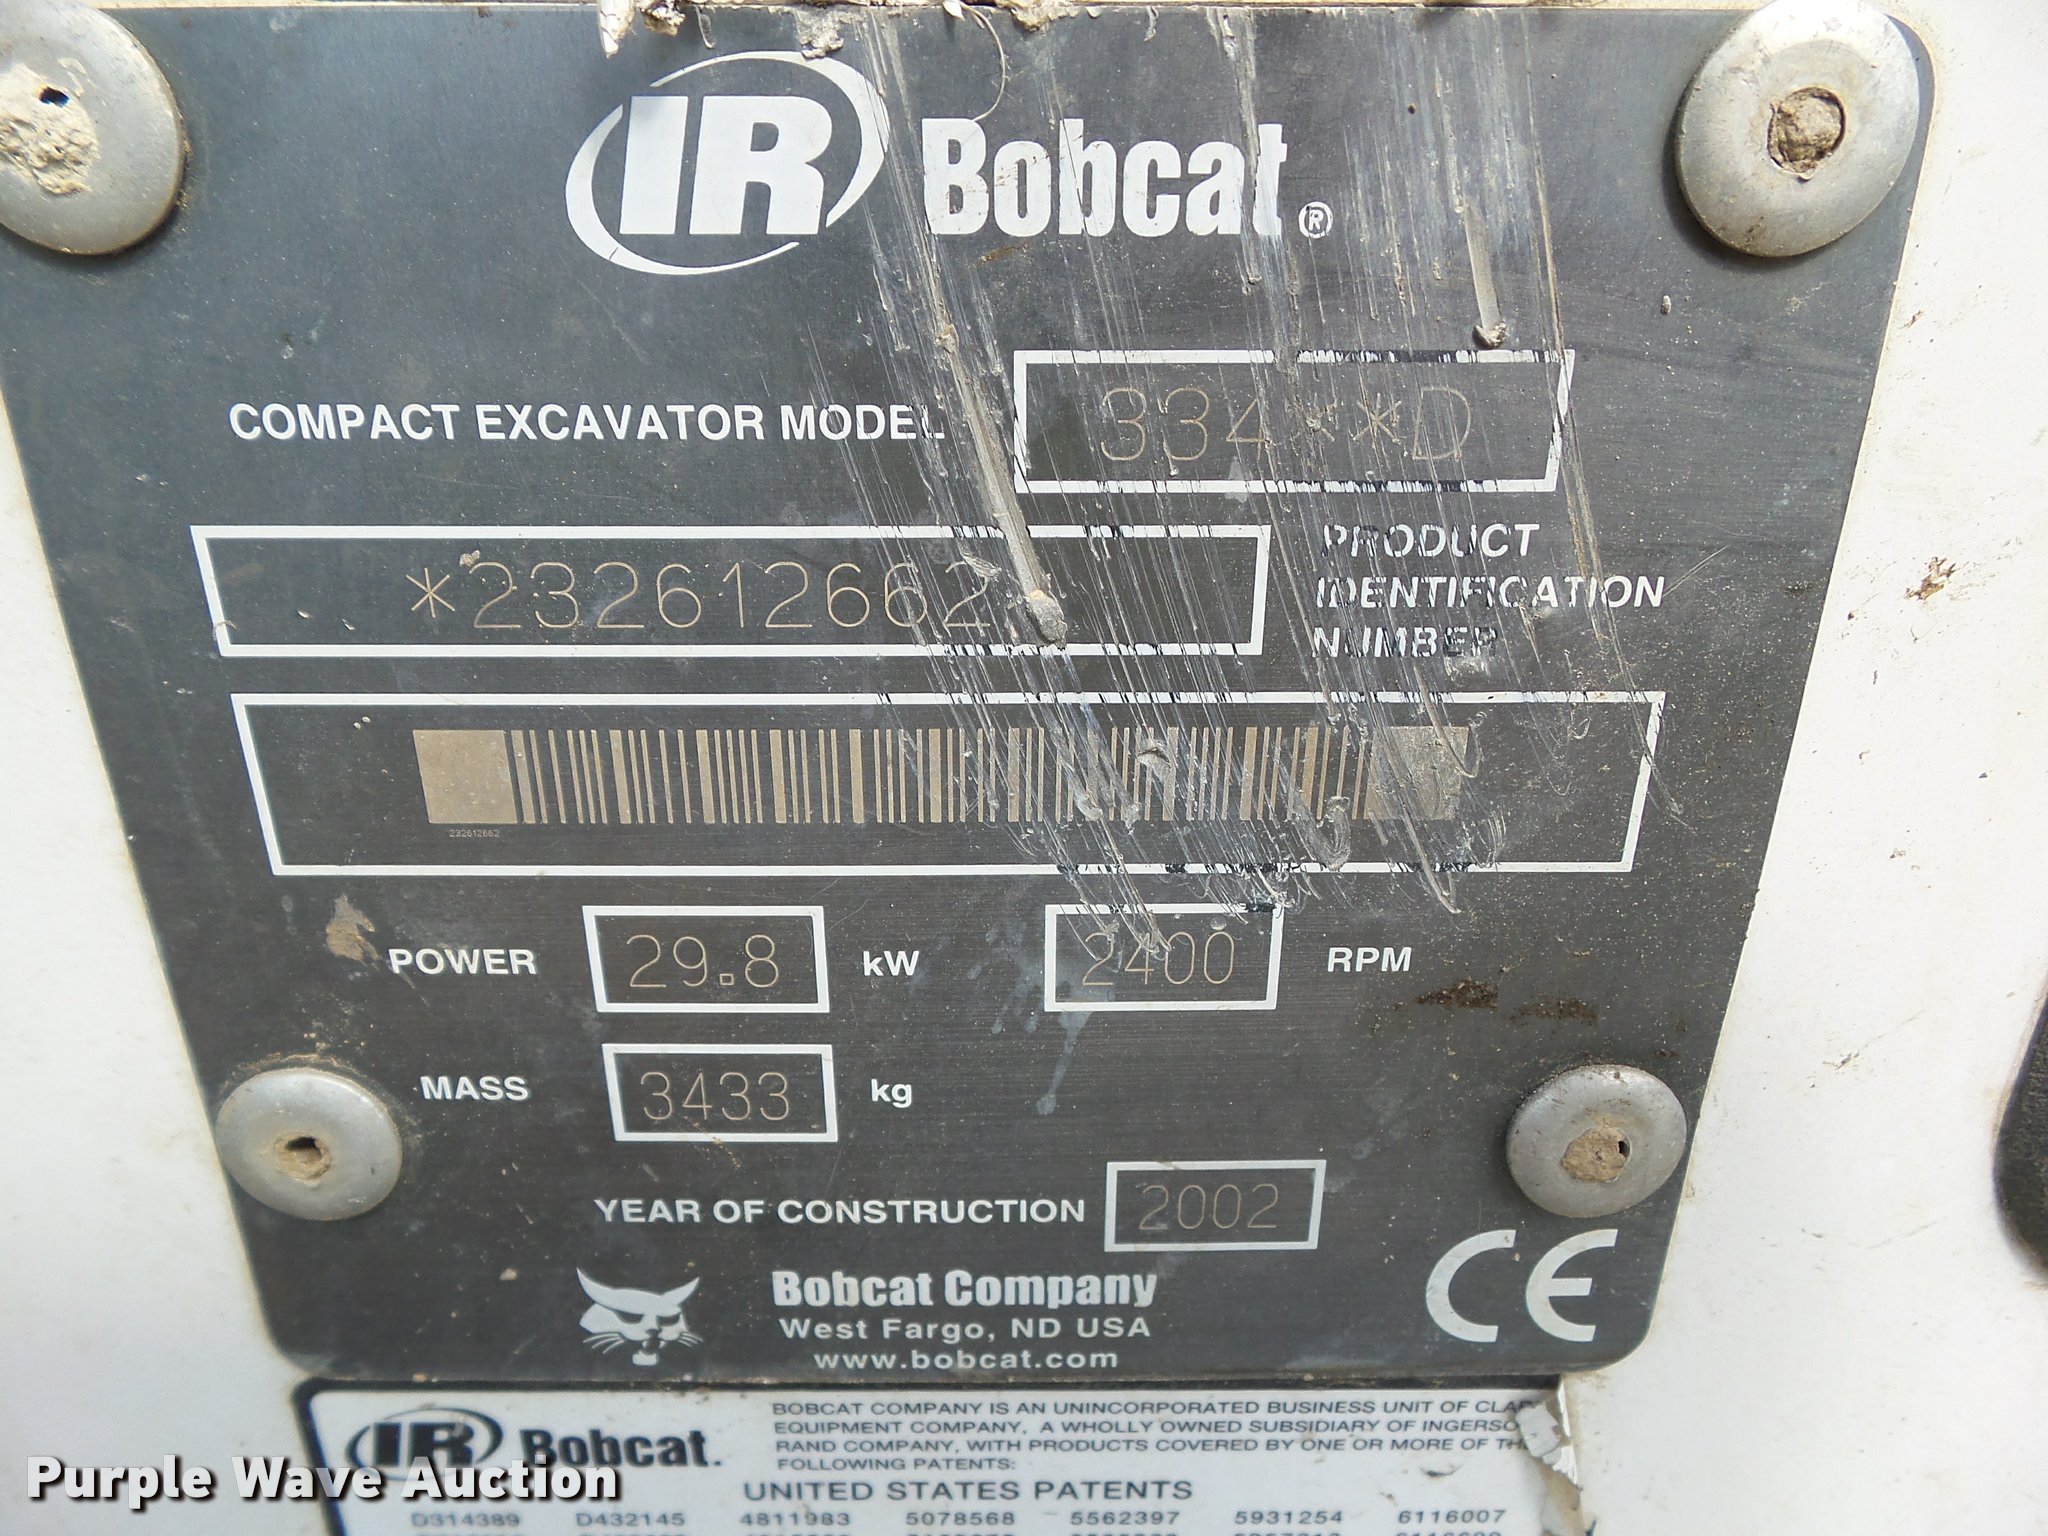 IR Bobcat®
COMPACT EXCAVATOR MODEL 334***D
*232612662
PRODUCT
IDENTIFICATION
NUMBER
232612662
POWER 29.8 kW 2400 RPM
MASS 3433 kg
YEAR OF CONSTRUCTION 2002
Bobcat Company
West Fargo, ND USA
www.bobcat.com
CE
IR Bobcat.
BOBCAT COMPANY IS AN UNINCORPORATED BUSINESS UNIT OF
EQUIPMENT COMPANY, A WHOLLY OWNED SUBSIDIARY OF
RAND COMPANY, WITH PRODUCTS COVERED BY ONE OR MORE OF
FOLLOWING PATENTS:
UNITED STATES PATENTS
D314389 D432145 4811983 5078568 5562397 5931254 6116007
Purple Wave Auction